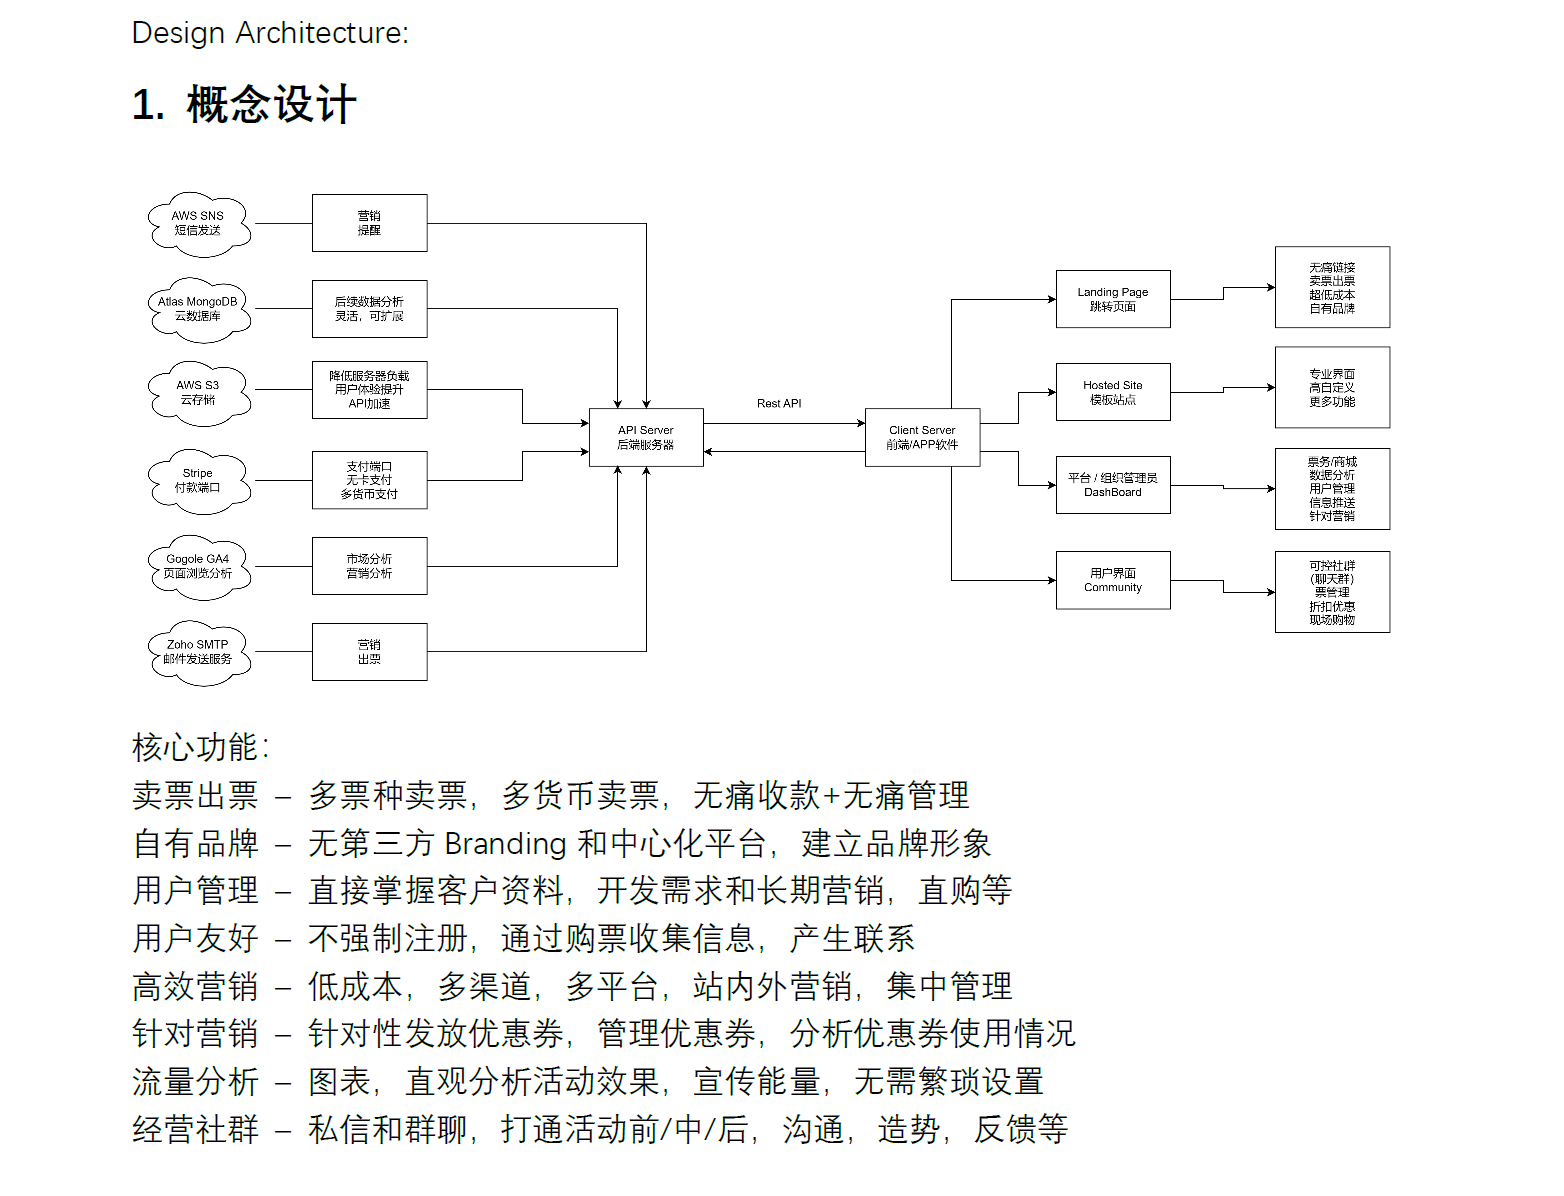 Design Architecture:
1. 概念设计
AWS SNS
短信发送
营销
提醒
Atlas MongoDB
云数据库
后续数据分析
灵活，可扩展
AWS S3
云存储
降低服务器负载
用户体验提升
API加速
Stripe
付款端口
支付端口
无卡支付
多货币支付
Gogole GA4
页面浏览分析
市场分析
营销分析
Zoho SMTP
邮件发送服务
营销
出票
API Server
后端服务器
Rest API
Client Server
前端/APP软件
Landing Page
跳转页面
无痛链接
卖票出票
超低成本
自有品牌
Hosted Site
模板站点
专业界面
高自定义
更多功能
平台 / 组织管理员
DashBoard
票务/商城
数据分析
用户管理
信息推送
针对营销
用户界面
Community
可控社群
（聊天群）
票管理
折扣优惠
现场购物
核心功能：
卖票出票 – 多票种卖票，多货币卖票，无痛收款+无痛管理
自有品牌 – 无第三方 Branding 和中心化平台，建立品牌形象
用户管理 – 直接掌握客户资料，开发需求和长期营销，直购等
用户友好 – 不强制注册，通过购票收集信息，产生联系
高效营销 – 低成本，多渠道，多平台，站内外营销，集中管理
针对营销 – 针对性发放优惠券，管理优惠券，分析优惠券使用情况
流量分析 – 图表，直观分析活动效果，宣传能量，无需繁琐设置
经营社群 – 私信和群聊，打通活动前/中/后，沟通，造势，反馈等